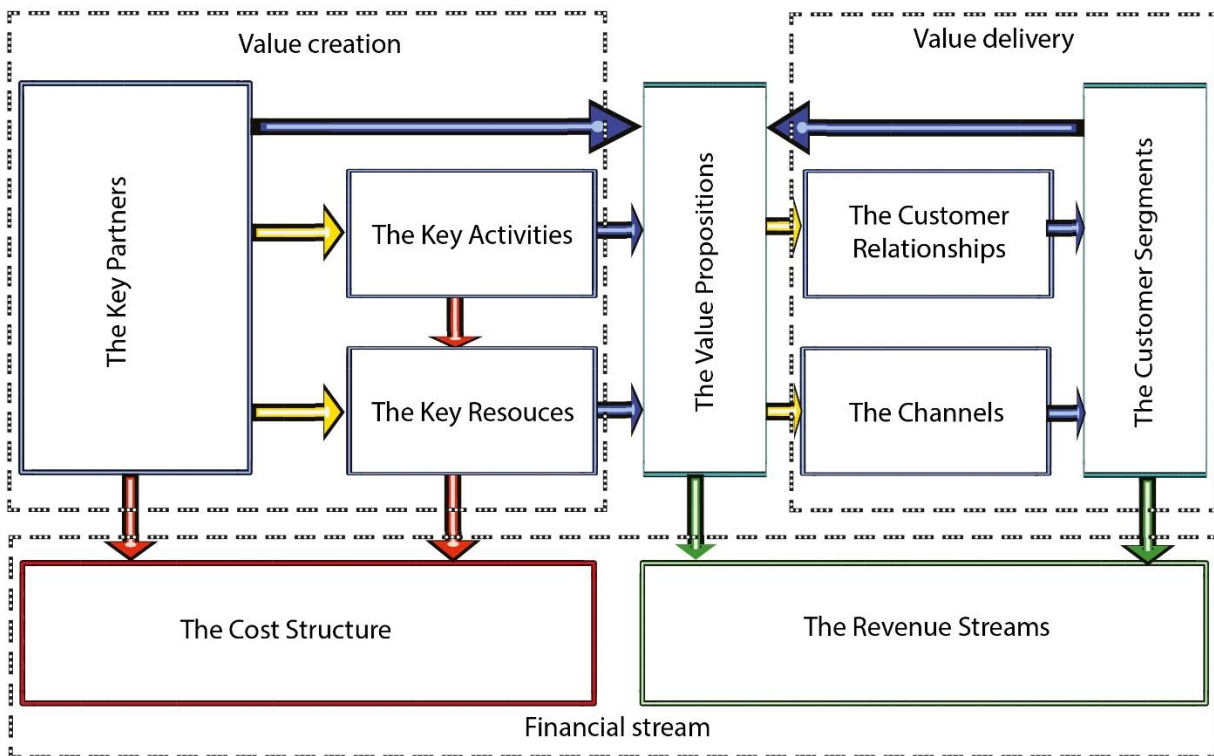 Value creation
Value delivery
The Key Partners
The Key Activities
The Key Resouces
The Value Propositions
The Customer
Relationships
The Channels
The Customer Sergments
The Cost Structure
The Revenue Streams
Financial stream